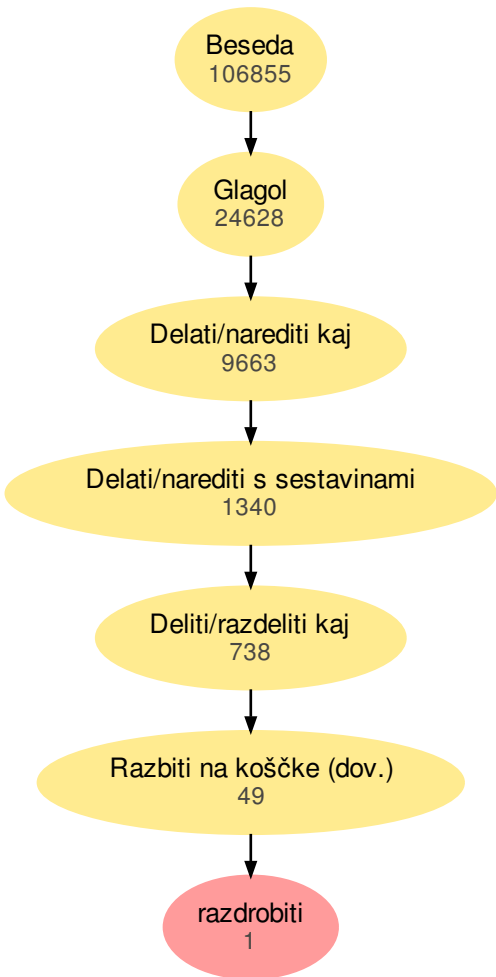 Beseda
106855
Glagol
24628
Delati/narediti kaj
9663
Delati/narediti s sestavinami
1340
Deliti/razdeliti kaj
738
Razbiti na koščke (dov.)
49
razdrobiti
1